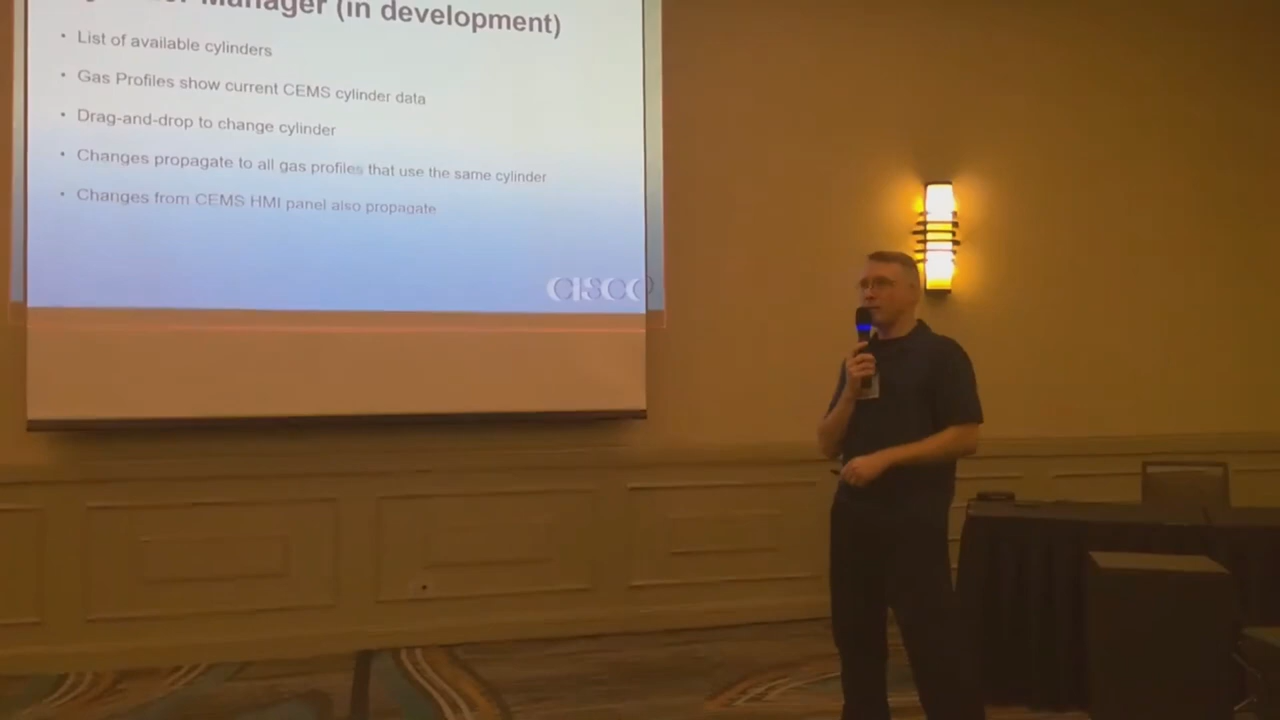 Manager (in development)
• List of available cylinders
• Gas Profiles show current CEMS cylinder data
• Drag-and-drop to change cylinder
• Changes propagate to all gas profiles that use the same cylinder
• Changes from CEMS HMI panel also propagate
CISCO